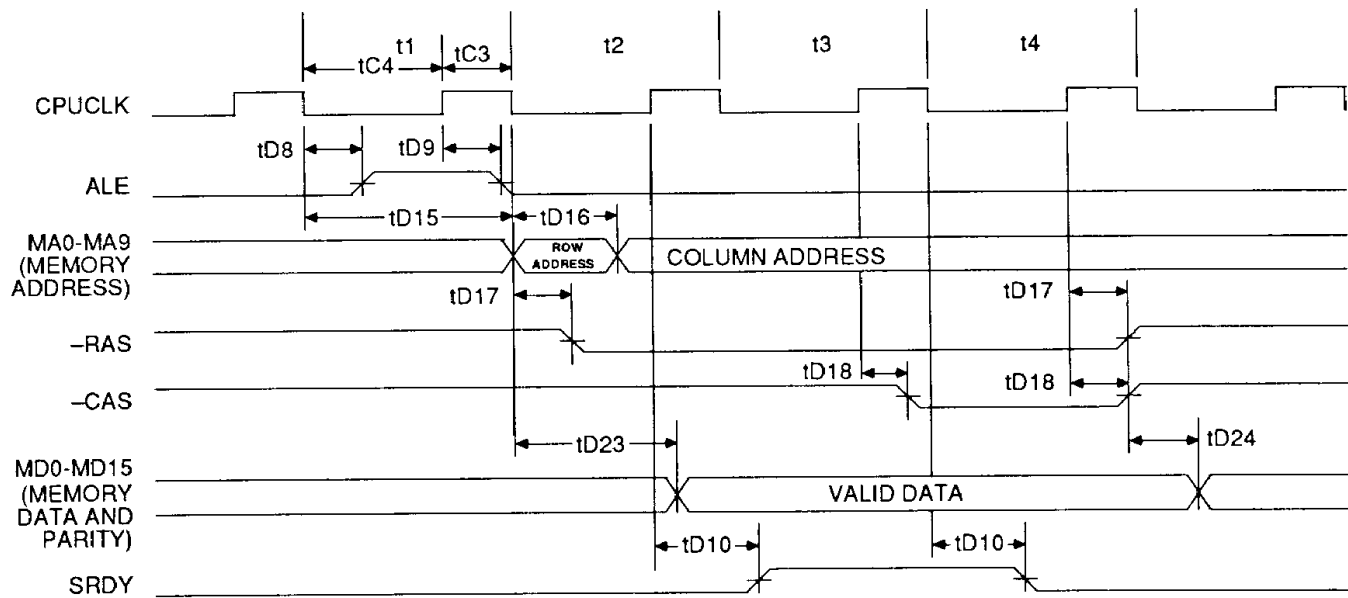 t1
t2
t3
t4
tC4
tC3
CPUCLK
tD8
tD9
ALE
tD15
tD16
MA0-MA9
(MEMORY
ADDRESS)
ROW
ADDRESS
COLUMN ADDRESS
tD17
tD17
–RAS
tD18
tD18
–CAS
tD23
tD24
MD0-MD15
(MEMORY
DATA AND
PARITY)
VALID DATA
tD10
tD10
SRDY